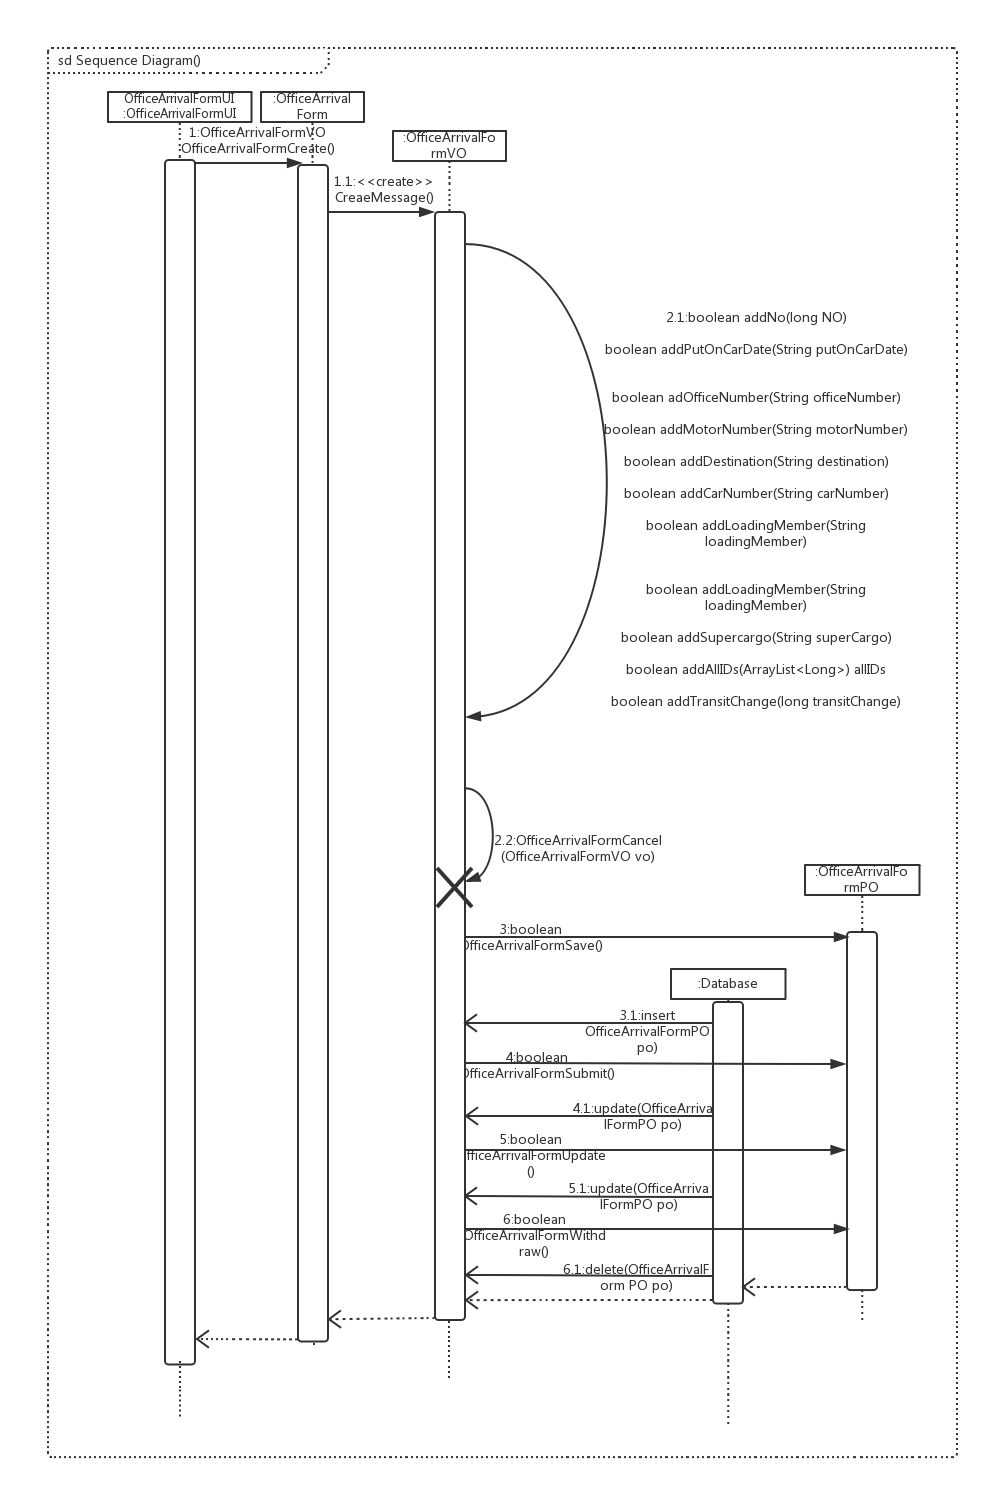 sd Sequence Diagram()
OfficeArrivalFormUI
:OfficeArrivalFormUI
:OfficeArrival
Form
1:OfficeArrivalFormVO
OfficeArrivalFormCreate()
:OfficeArrivalFo
rmVO
1.1:<<create>>
CreaeMessage()
2.1:boolean addNo(long NO)
boolean addPutOnCarDate(String putOnCarDate)
boolean adOfficeNumber(String officeNumber)
boolean addMotorNumber(String motorNumber)
boolean addDestination(String destination)
boolean addCarNumber(String carNumber)
boolean addLoadingMember(String
loadingMember)
boolean addLoadingMember(String
loadingMember)
boolean addSupercargo(String superCargo)
boolean addAllIDs(ArrayList<Long>) allIDs
boolean addTransitChange(long transitChange)
2.2:OfficeArrivalFormCancel
(OfficeArrivalFormVO vo)
:OfficeArrivalFo
rmPO
3:boolean
OfficeArrivalFormSave()
:Database
3.1:insert
OfficeArrivalFormPO
po)
4:boolean
OfficeArrivalFormSubmit()
4.1:update(OfficeArriva
lFormPO po)
5:boolean
OfficeArrivalFormUpdate
()
5.1:update(OfficeArriva
lFormPO po)
6:boolean
OfficeArrivalFormWithd
raw()
6.1:delete(OfficeArrivalF
orm PO po)